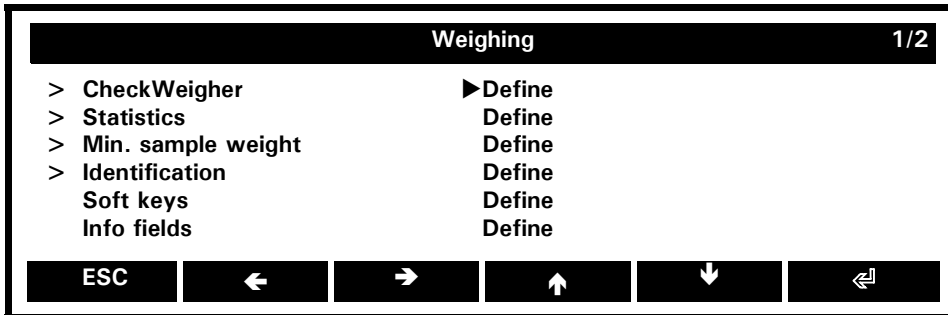 Weighing 1/2
> CheckWeigher ▶Define
> Statistics Define
> Min. sample weight Define
> Identification Define
Soft keys Define
Info fields Define
ESC ← → ↑ ↓ ↵